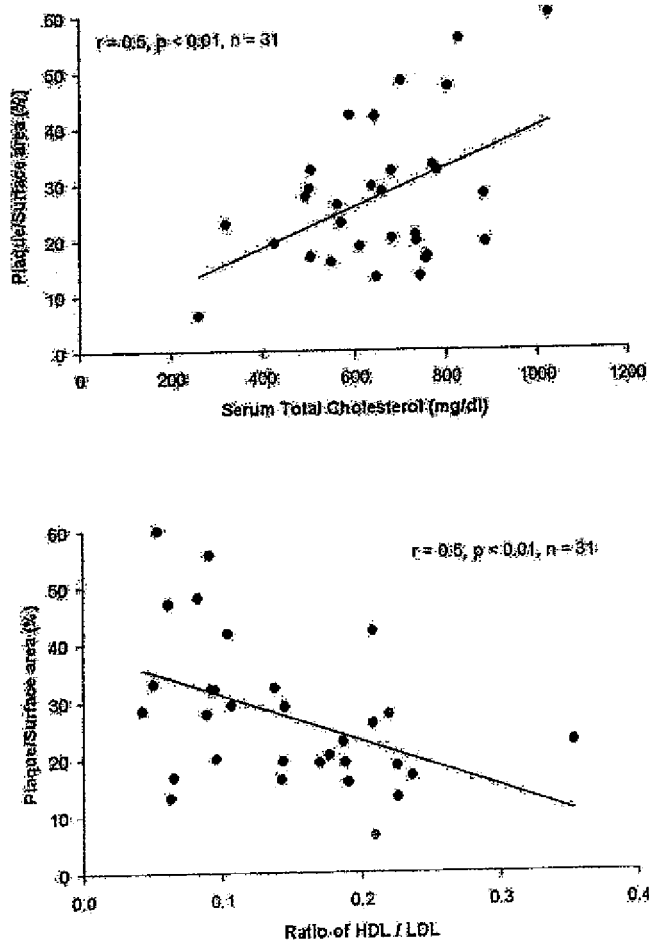 60
r = 0.5, p < 0.01, n = 31
50
40
30
20
10
0
Plaque/Surface area (%)
0 200 400 600 800 1000 1200
Serum Total Cholesterol (mg/dl)
60
r = 0.5, p < 0.01, n = 31
50
40
30
20
10
0
Plaque/Surface area (%)
0.0 0.1 0.2 0.3 0.4
Ratio of HDL / LDL